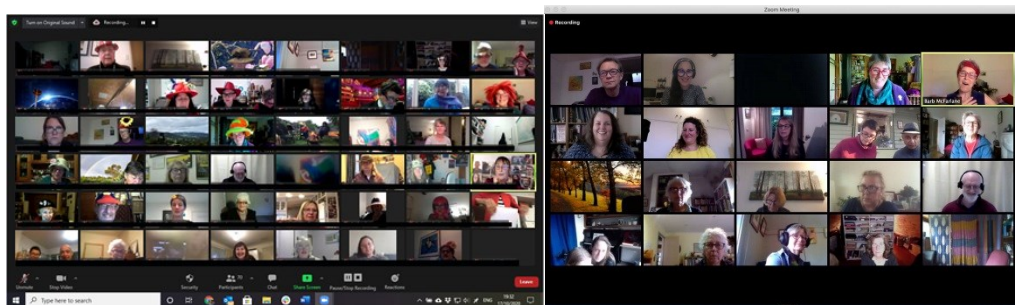 Turn on Original Sound
Recording...
View
Unmute
Stop Video
Security
Participants
Chat
Share Screen
Pause/Stop Recording
Reactions
Leave
Type here to search
ENG
Zoom Meeting
Recording
Barb McFarlane